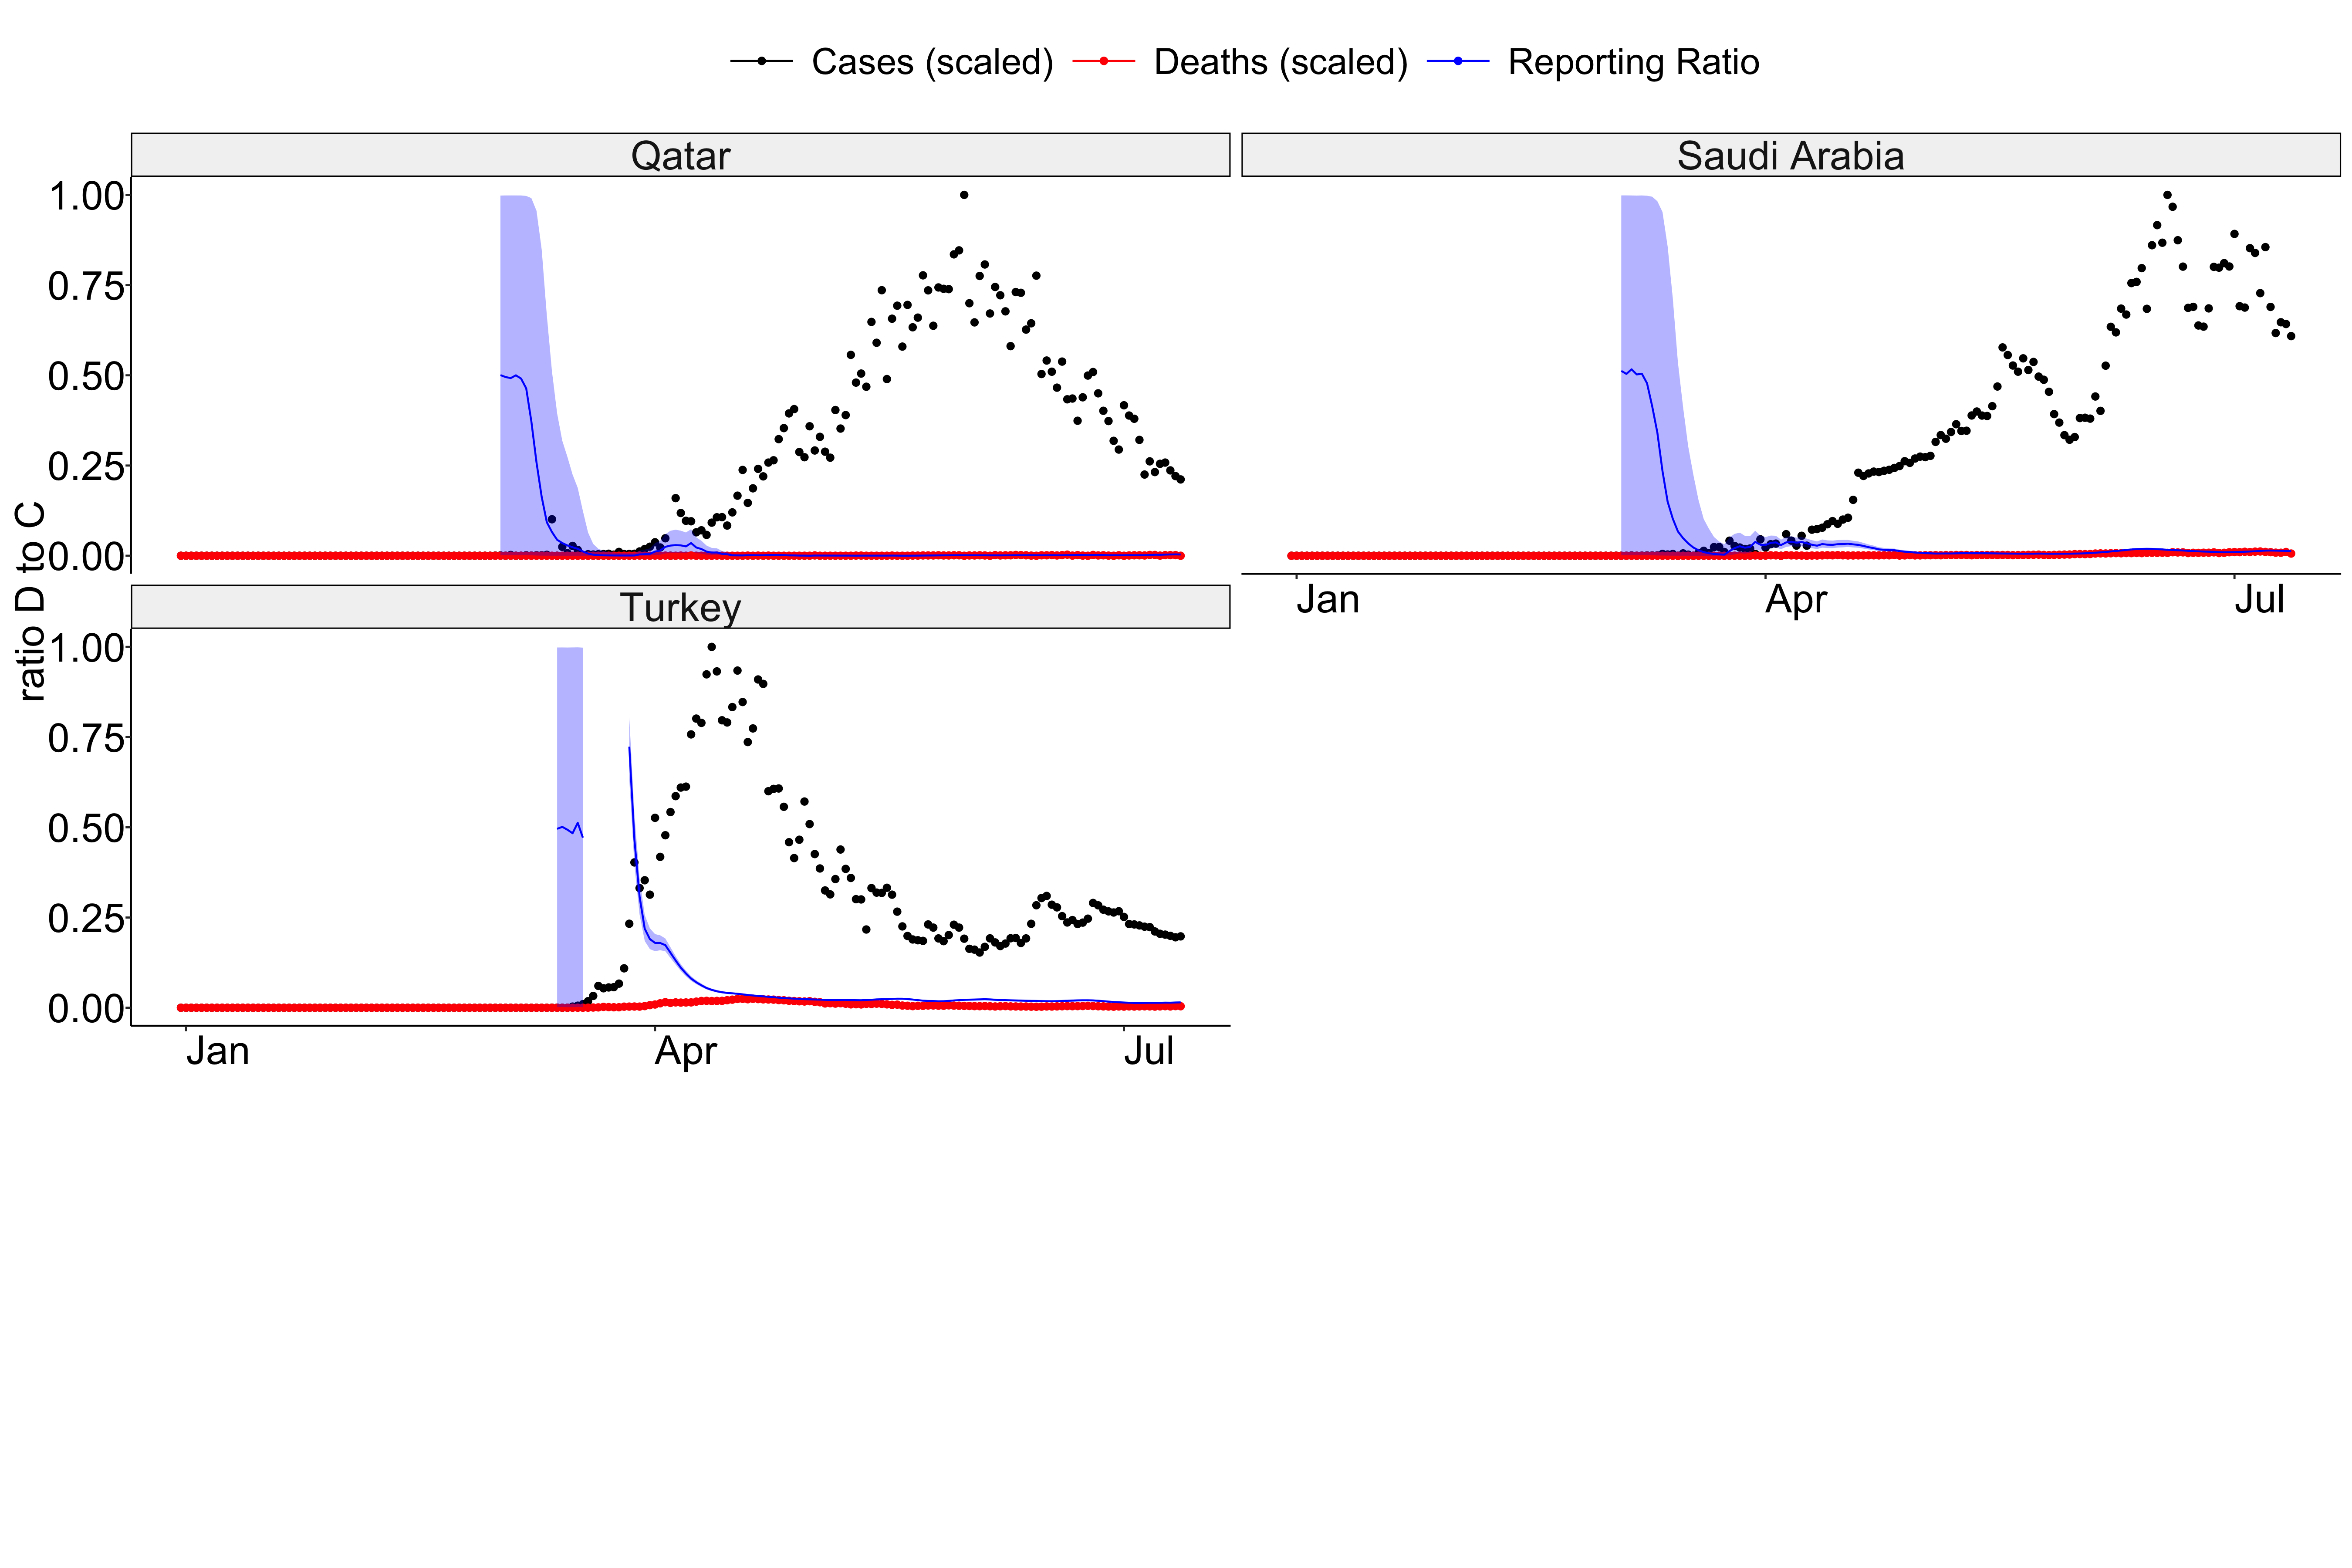 Cases (scaled) Deaths (scaled) Reporting Ratio
Qatar
Saudi Arabia
ratio D to C
1.00
0.75
0.50
0.25
0.00
Jan Apr Jul
Turkey
1.00
0.75
0.50
0.25
0.00
Jan Apr Jul